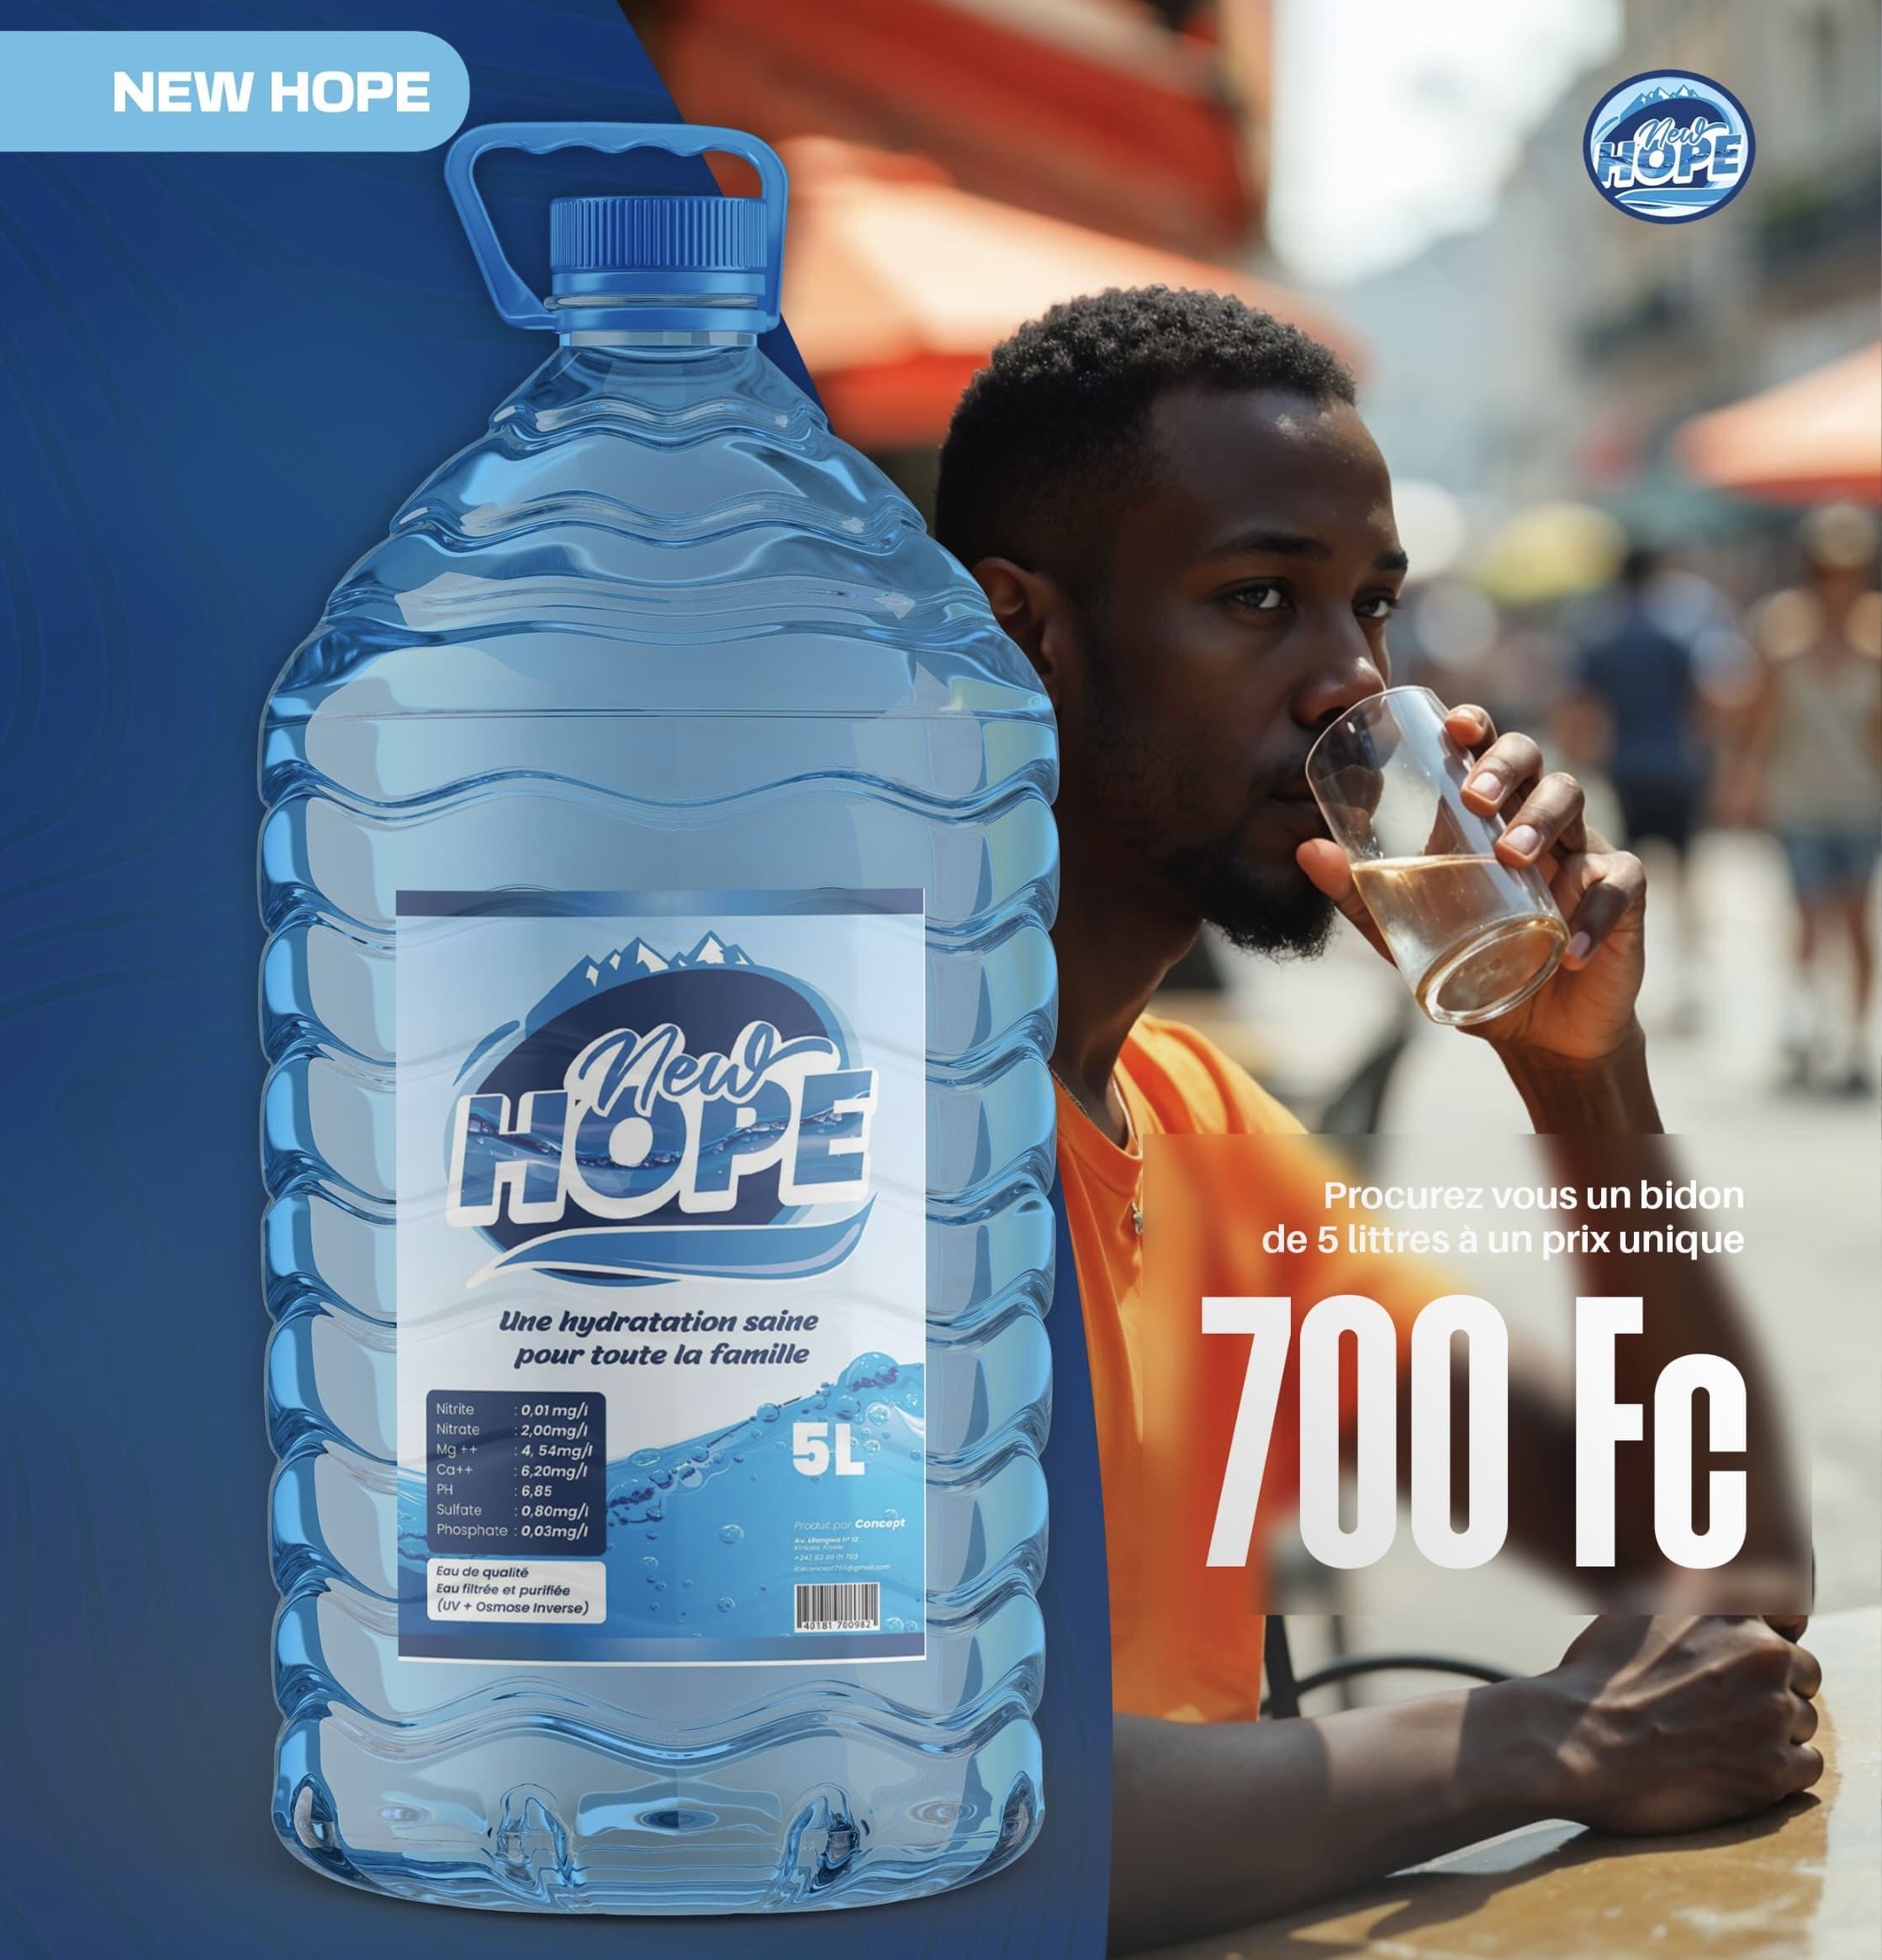 NEW HOPE
New
HOPE
New
HOPE
Une hydratation saine
pour toute la famille
Nitrite : 0,01 mg/l
Nitrate : 2,00mg/l
Mg ++ : 4, 54mg/l
Ca++ : 6,20mg/l
PH : 6,85
Sulfate : 0,80mg/l
Phosphate : 0,03mg/l
Eau de qualité
Eau filtrée et purifiée
(UV + Osmose Inverse)
5L
Produit par Concept
40181 700982
Procurez vous un bidon
de 5 littres à un prix unique
700 Fc